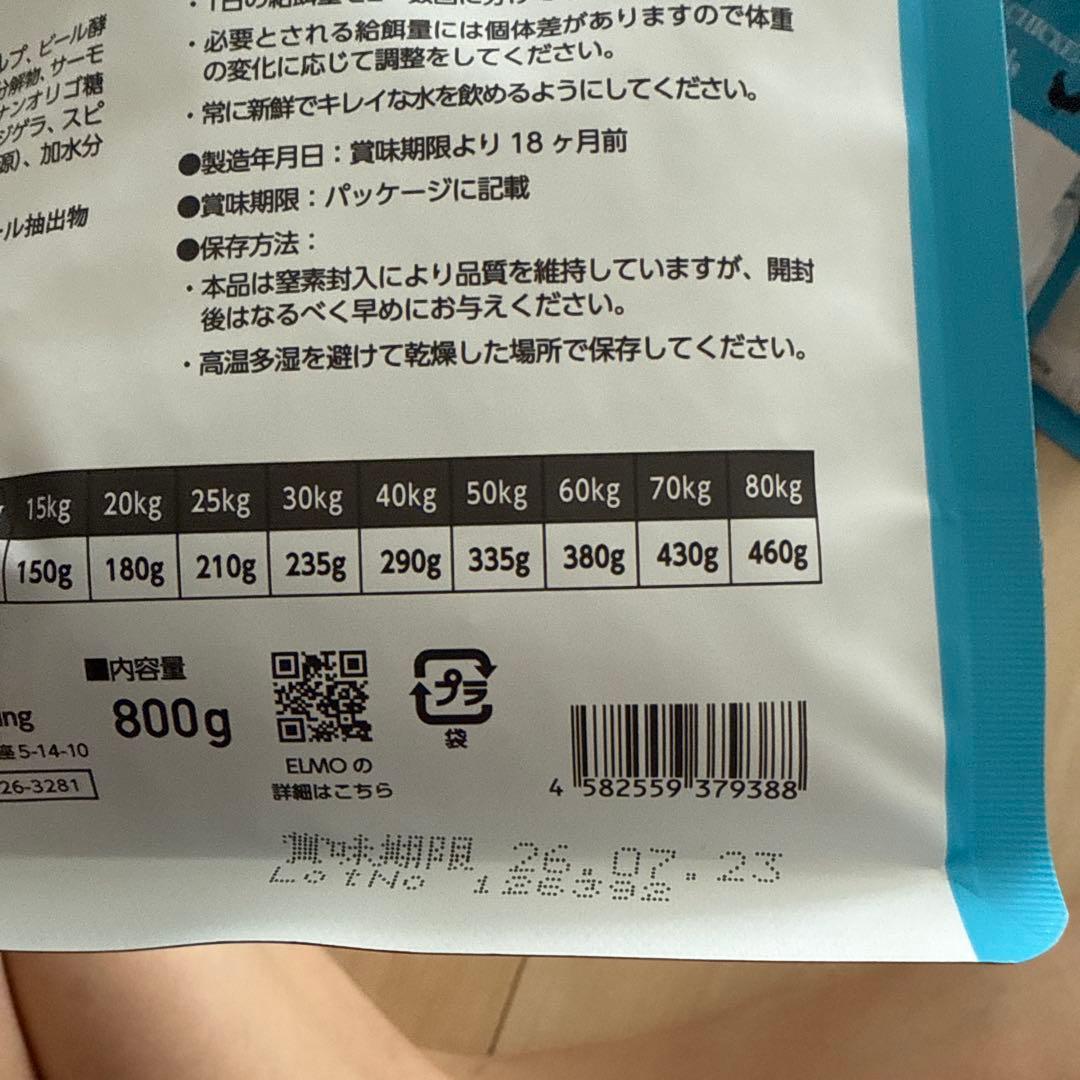 ・必要とされる給餌量には個体差がありますので体重
の変化に応じて調整をしてください。
・常に新鮮でキレイな水を飲めるようにしてください。
●製造年月日：賞味期限より 18 ヶ月前
●賞味期限：パッケージに記載
●保存方法：
・本品は窒素封入により品質を維持していますが、開封
後はなるべく早めにお与えください。
・高温多湿を避けて乾燥した場所で保存してください。
ルプ、ビール酵
分解物、サーモ
ナンオリゴ糖
ジゲラ、スピ
源)、加水分
ール抽出物
15kg 20kg 25kg 30kg 40kg 50kg 60kg 70kg 80kg
150g 180g 210g 235g 290g 335g 380g 430g 460g
■内容量
800g
ing
座5-14-10
26-3281
ELMO の
詳細はこちら
プラ
袋
4 582559 379388
賞味期限 26.07.23
LotNo
CHICKEN